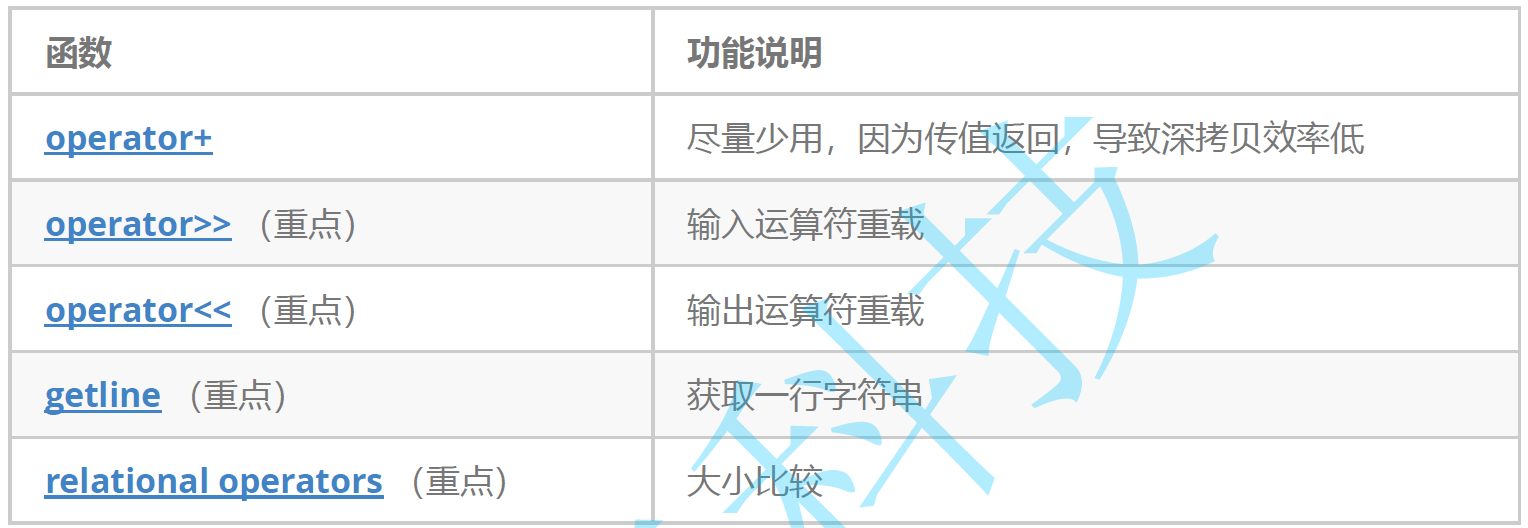 函数 功能说明
operator+ 尽量少用，因为传值返回，导致深拷贝效率低
operator>> （重点） 输入运算符重载
operator<< （重点） 输出运算符重载
getline （重点） 获取一行字符串
relational operators （重点） 大小比较
科技